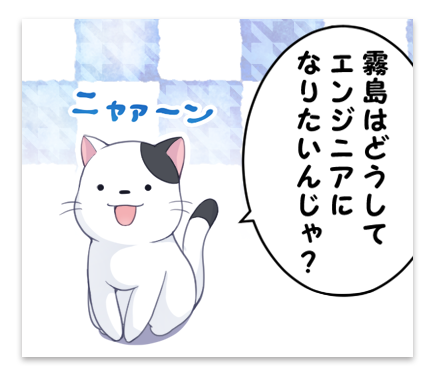 霧島はどうして
エンジニアに
なりたいんじゃ？
ニャァーン